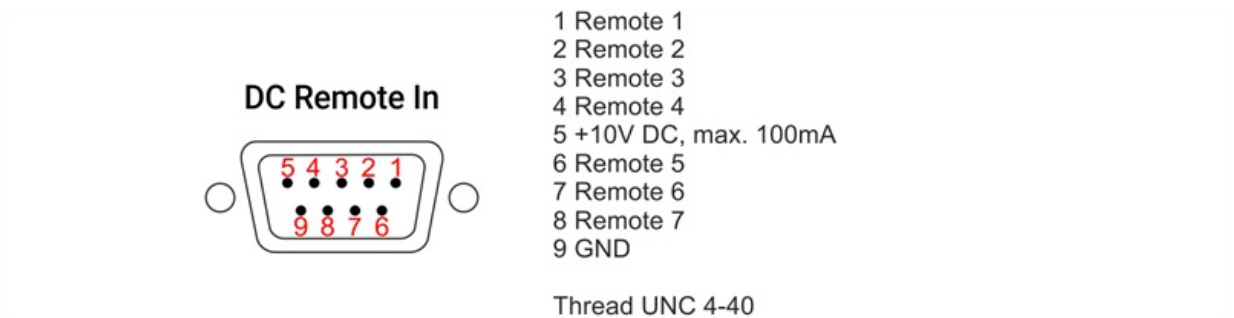 DC Remote In
5 4 3 2 1
9 8 7 6
1 Remote 1
2 Remote 2
3 Remote 3
4 Remote 4
5 +10V DC, max. 100mA
6 Remote 5
7 Remote 6
8 Remote 7
9 GND
Thread UNC 4-40